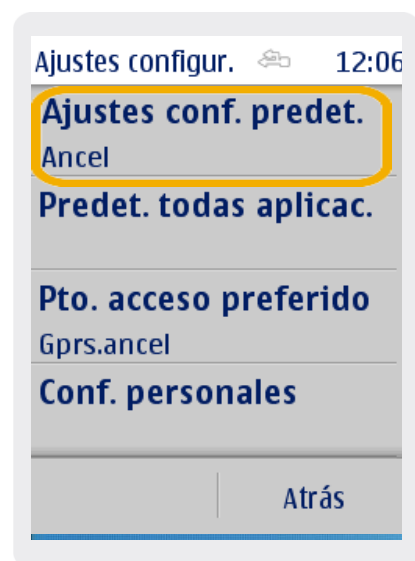 Ajustes configur. 12:06
Ajustes conf. predet.
Ancel
Predet. todas aplicac.
Pto. acceso preferido
Gprs.ancel
Conf. personales
Atrás